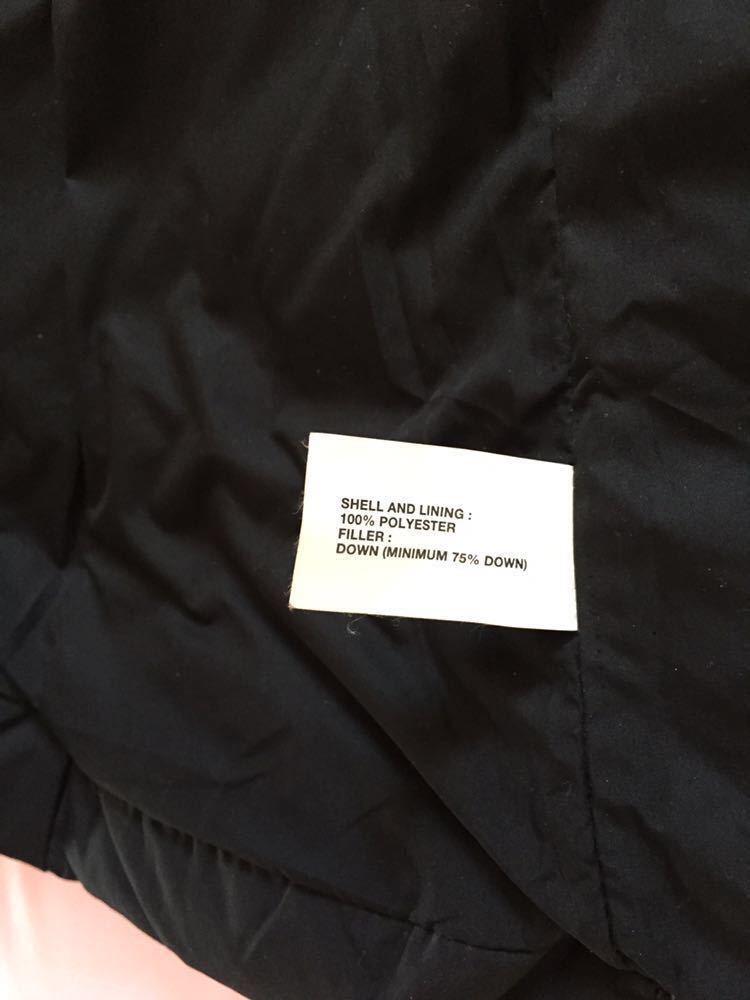 SHELL AND LINING :
100% POLYESTER
FILLER :
DOWN (MINIMUM 75% DOWN)